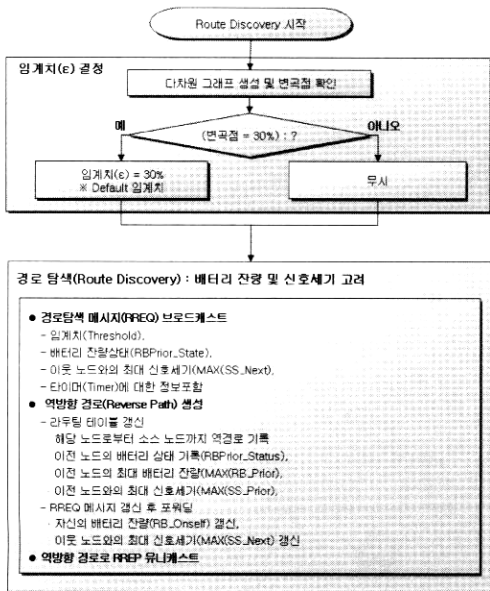 Route Discovery 시작
임계치(ε) 결정
다차원 그래프 생성 및 변곡점 확인
예
(변곡점 = 30%) : ?
아니오
임계치(ε) = 30%
※ Default 임계치
무시
경로 탐색(Route Discovery) : 배터리 잔량 및 신호세기 고려
● 경로탐색 메시지(RREQ) 브로드캐스트
- 임계치(Threshold),
- 배터리 잔량상태(RBPrior_State),
- 이웃 노드와의 최대 신호세기(MAX(SS_Next),
- 타이머(Timer)에 대한 정보포함
● 역방향 경로(Reverse Path) 생성
- 라우팅 테이블 갱신
해당 노드로부터 소스 노드까지 역경로 기록
이전 노드의 배터리 상태 기록(RBPrior_Status),
이전 노드의 최대 배터리 잔량(MAX(RB_Prior),
이전 노드와의 최대 신호세기(MAX(SS_Prior),
- RREQ 메시지 갱신 후 포워딩
· 자신의 배터리 잔량(RB_Onself) 갱신,
이웃 노드와의 최대 신호세기(MAX(SS_Next) 갱신
● 역방향 경로로 RREP 유니캐스트